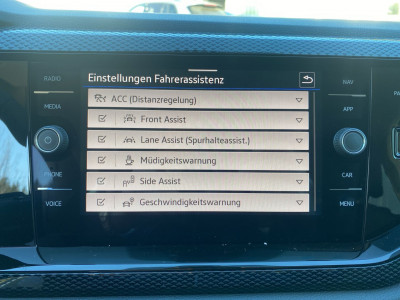 Einstellungen Fahrerassistenz
RADIO
NAV
ACC (Distanzregelung)
MEDIA
APP
Front Assist
Lane Assist (Spurhalteassist.)
Müdigkeitswarnung
PHONE
CAR
Side Assist
VOICE
MENU
Geschwindigkeitswarnung